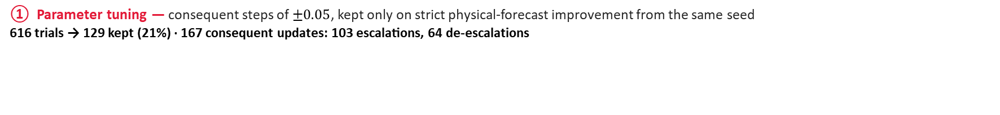 ① Parameter tuning — consequent steps of ±0.05, kept only on strict physical-forecast improvement from the same seed
616 trials → 129 kept (21%) · 167 consequent updates: 103 escalations, 64 de-escalations